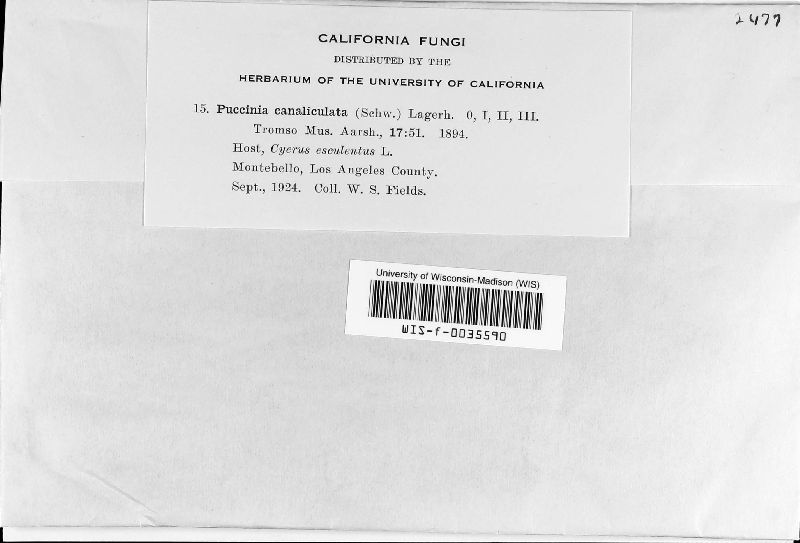 2477
CALIFORNIA FUNGI
DISTRIBUTED BY THE
HERBARIUM OF THE UNIVERSITY OF CALIFORNIA
15. Puccinia canaliculata (Schw.) Lagerh. 0, I, II, III.
Tromso Mus. Aarsh., 17:51. 1894.
Host, Cyerus esculentus L.
Montebello, Los Angeles County.
Sept., 1924. Coll. W. S. Fields.
University of Wisconsin-Madison (WIS)
WIS-f-0035590